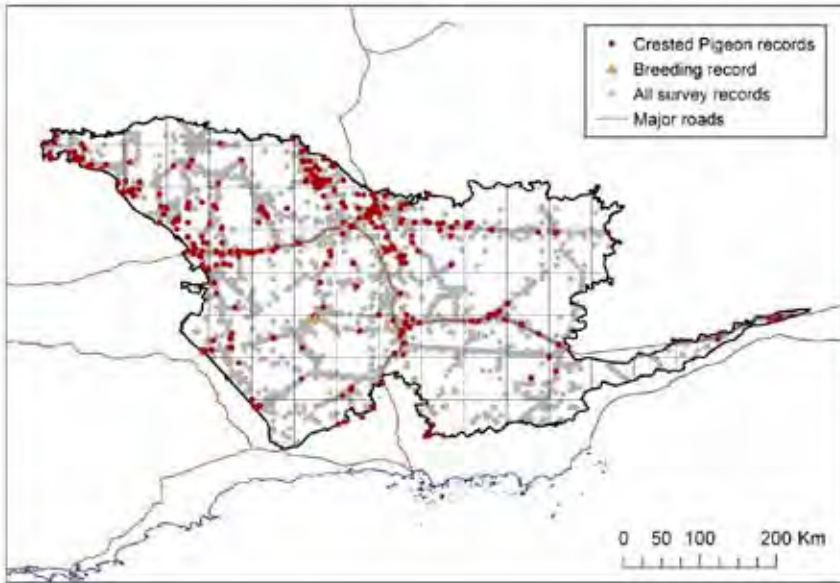 Crested Pigeon records
Breeding record
All survey records
Major roads
0 50 100 200 Km